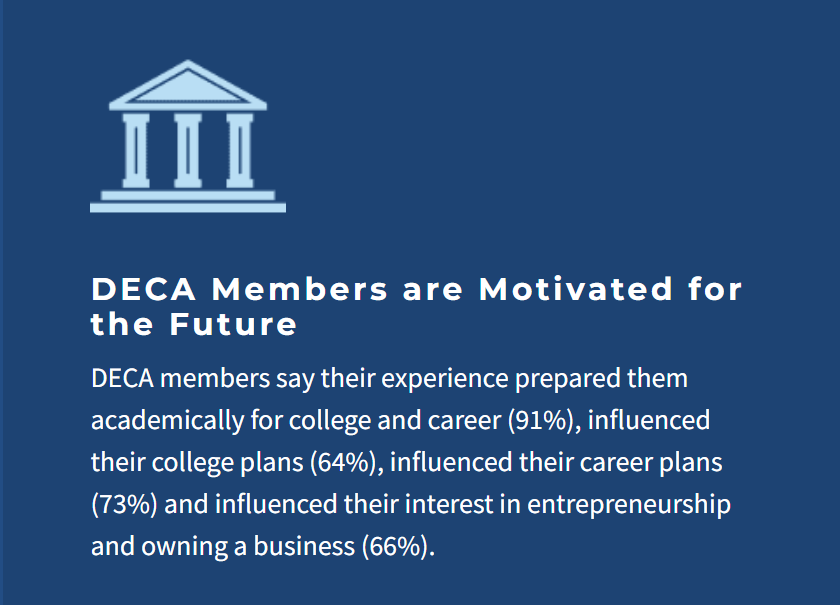 DECA Members are Motivated for
the Future
DECA members say their experience prepared them
academically for college and career (91%), influenced
their college plans (64%), influenced their career plans
(73%) and influenced their interest in entrepreneurship
and owning a business (66%).